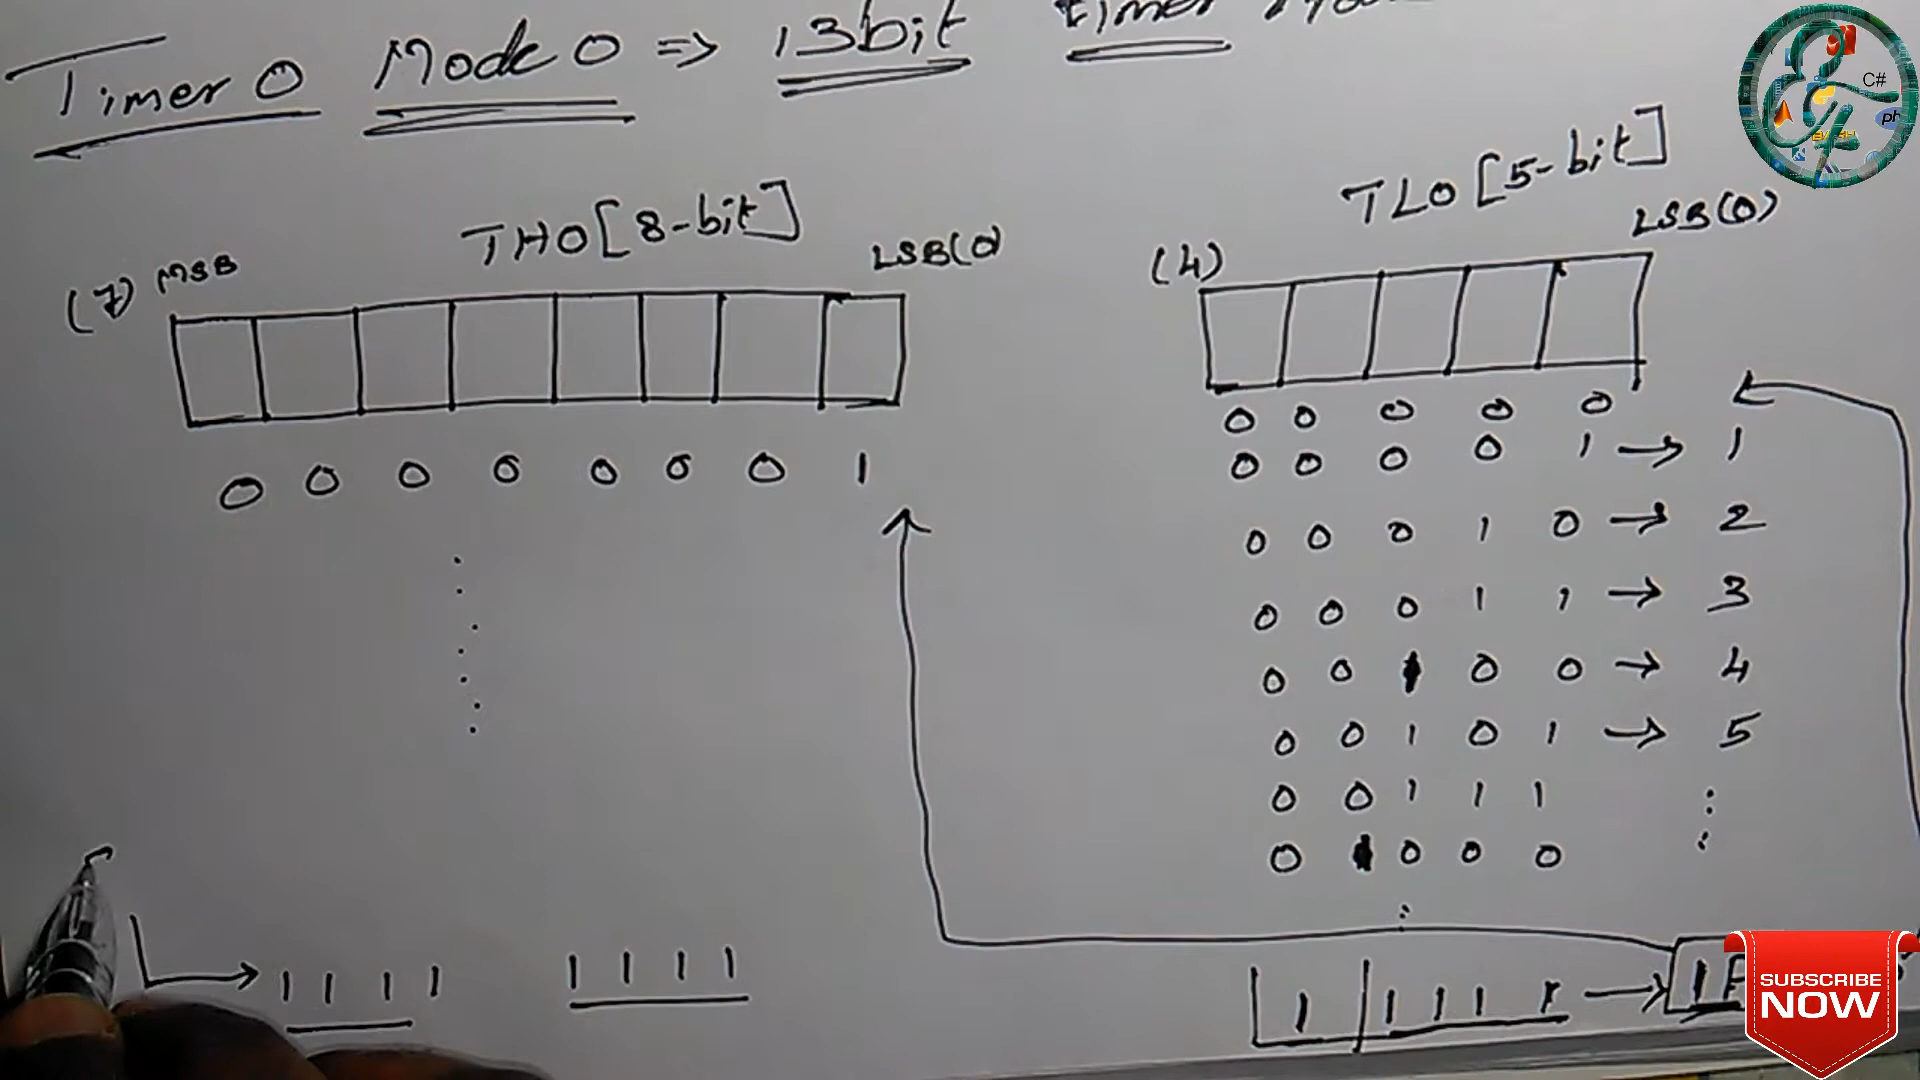 Timer 0 Mode 0 => 13bit timer
C#
ph
TH0[8-bit]
TL0[5-bit]
(7) MSB
LSB(0)
(4)
LSB(0)
0 0 0 0 0
0 0 0 0 1 → 1
0 0 0 0 0 0 0 1
0 0 0 1 0 → 2
0 0 0 1 1 → 3
0 0 1 0 0 → 4
0 0 1 0 1 → 5
0 0 1 1 1
0 1 0 0 0
→ 1 1 1 1 1 1 1 1
1 1 1 1 1 → 1F
SUBSCRIBE
NOW